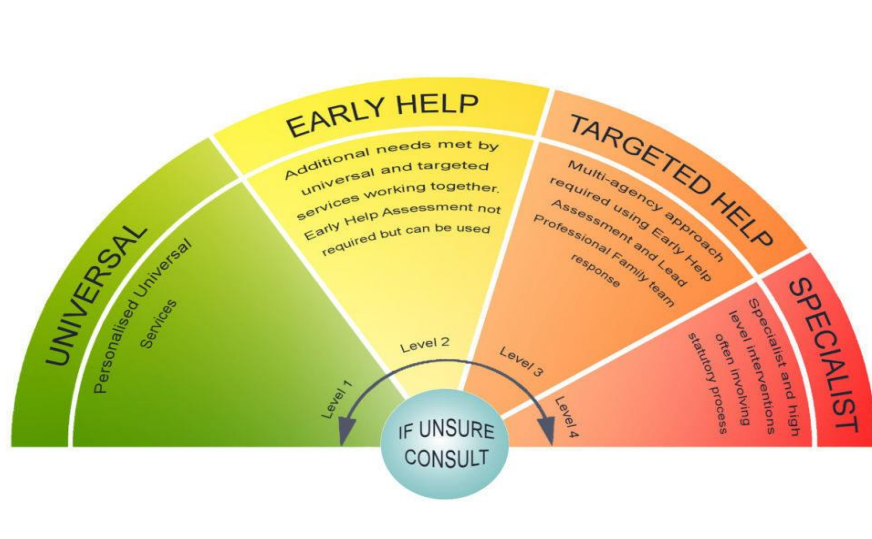 UNIVERSAL
Personalised Universal
Services
Level 1
EARLY HELP
Additional needs met by
universal and targeted
services working together.
Early Help Assessment not
required but can be used
Level 2
TARGETED HELP
Multi-agency approach
required using Early Help
Assessment and Lead
Professional Family team
response
Level 3
SPECIALIST
Specialist and high
level interventions
often involving
statutory process
Level 4
IF UNSURE
CONSULT